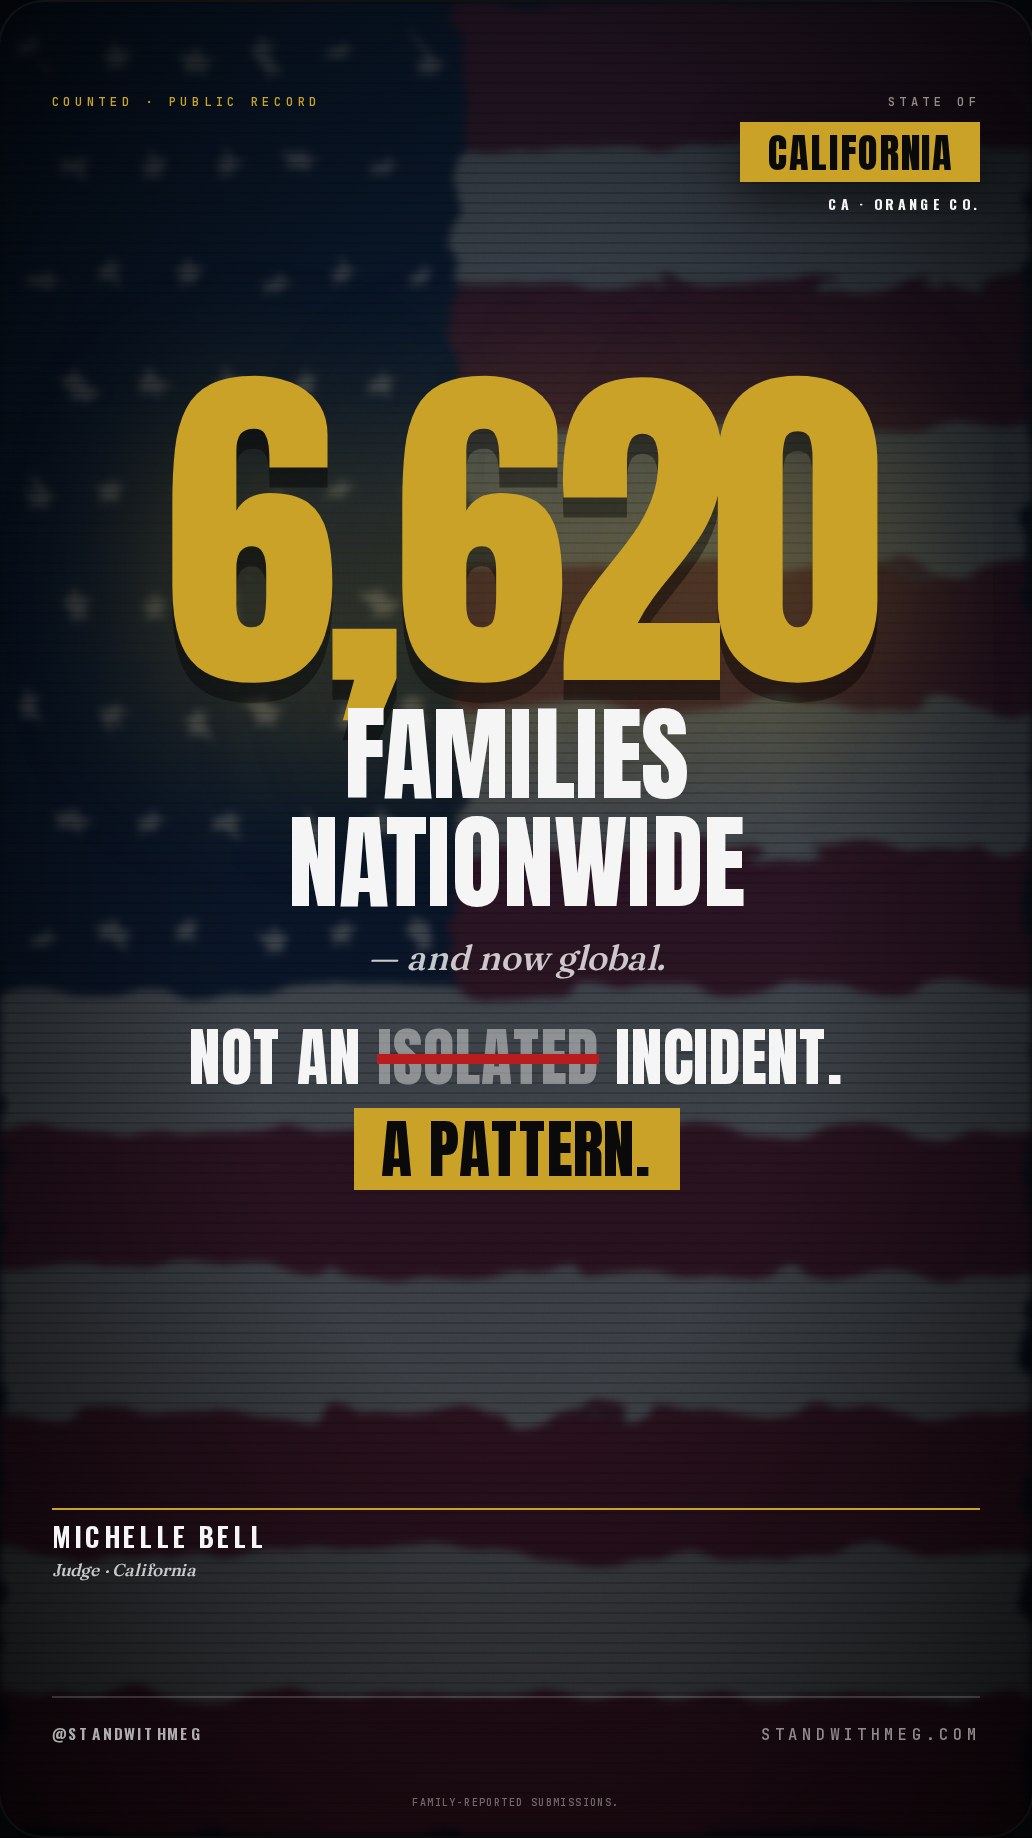 COUNTED · PUBLIC RECORD
STATE OF
CALIFORNIA
CA · ORANGE CO.
6,620
FAMILIES
NATIONWIDE
— and now global.
NOT AN ISOLATED INCIDENT.
A PATTERN.
MICHELLE BELL
Judge · California
@STANDWITHMEG
STANDWITHMEG.COM
FAMILY-REPORTED SUBMISSIONS.